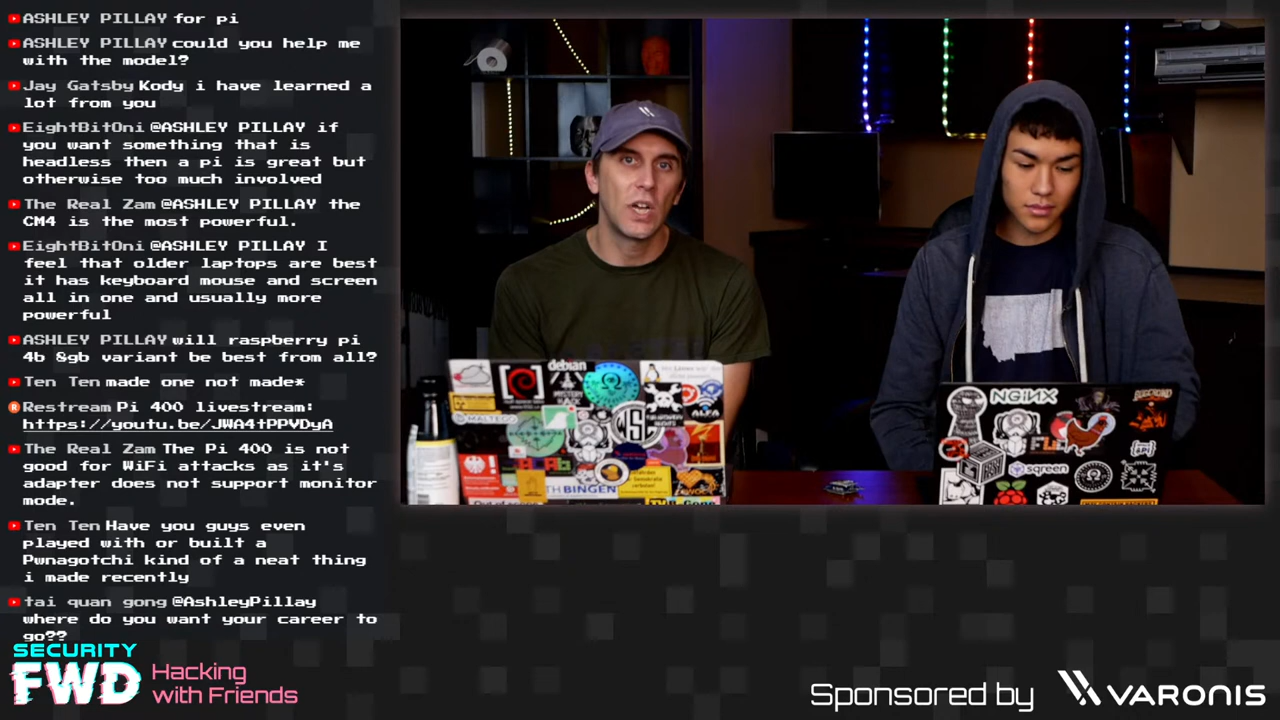 ASHLEY PILLAY for pi
ASHLEY PILLAY could you help me
with the model?
Jay Gatsby Kody i have learned a
lot from you
EightBitOni @ASHLEY PILLAY if
you want something that is
headless then a pi is great but
otherwise too much involved
The Real Zam @ASHLEY PILLAY the
CM4 is the most powerful.
EightBitOni @ASHLEY PILLAY I
feel that older laptops are best
it has keyboard mouse and screen
all in one and usually more
powerful
ASHLEY PILLAY will raspberry pi
4b 8gb variant be best from all?
Ten Ten made one not made*
Restream Pi 400 livestream:
https://youtu.be/JWA4tPPVDyA
The Real Zam The Pi 400 is not
good for WiFi attacks as it's
adapter does not support monitor
mode.
Ten Ten Have you guys even
played with or built a
Pwnagotchi kind of a neat thing
i made recently
tai quan gong @AshleyPillay
where do you want your career to
go??
SECURITY
FWD
Hacking
with Friends
debian
MALTEGO
ALFA
TH BINGEN
NGINX
sqreen
Sponsored by
VARONIS